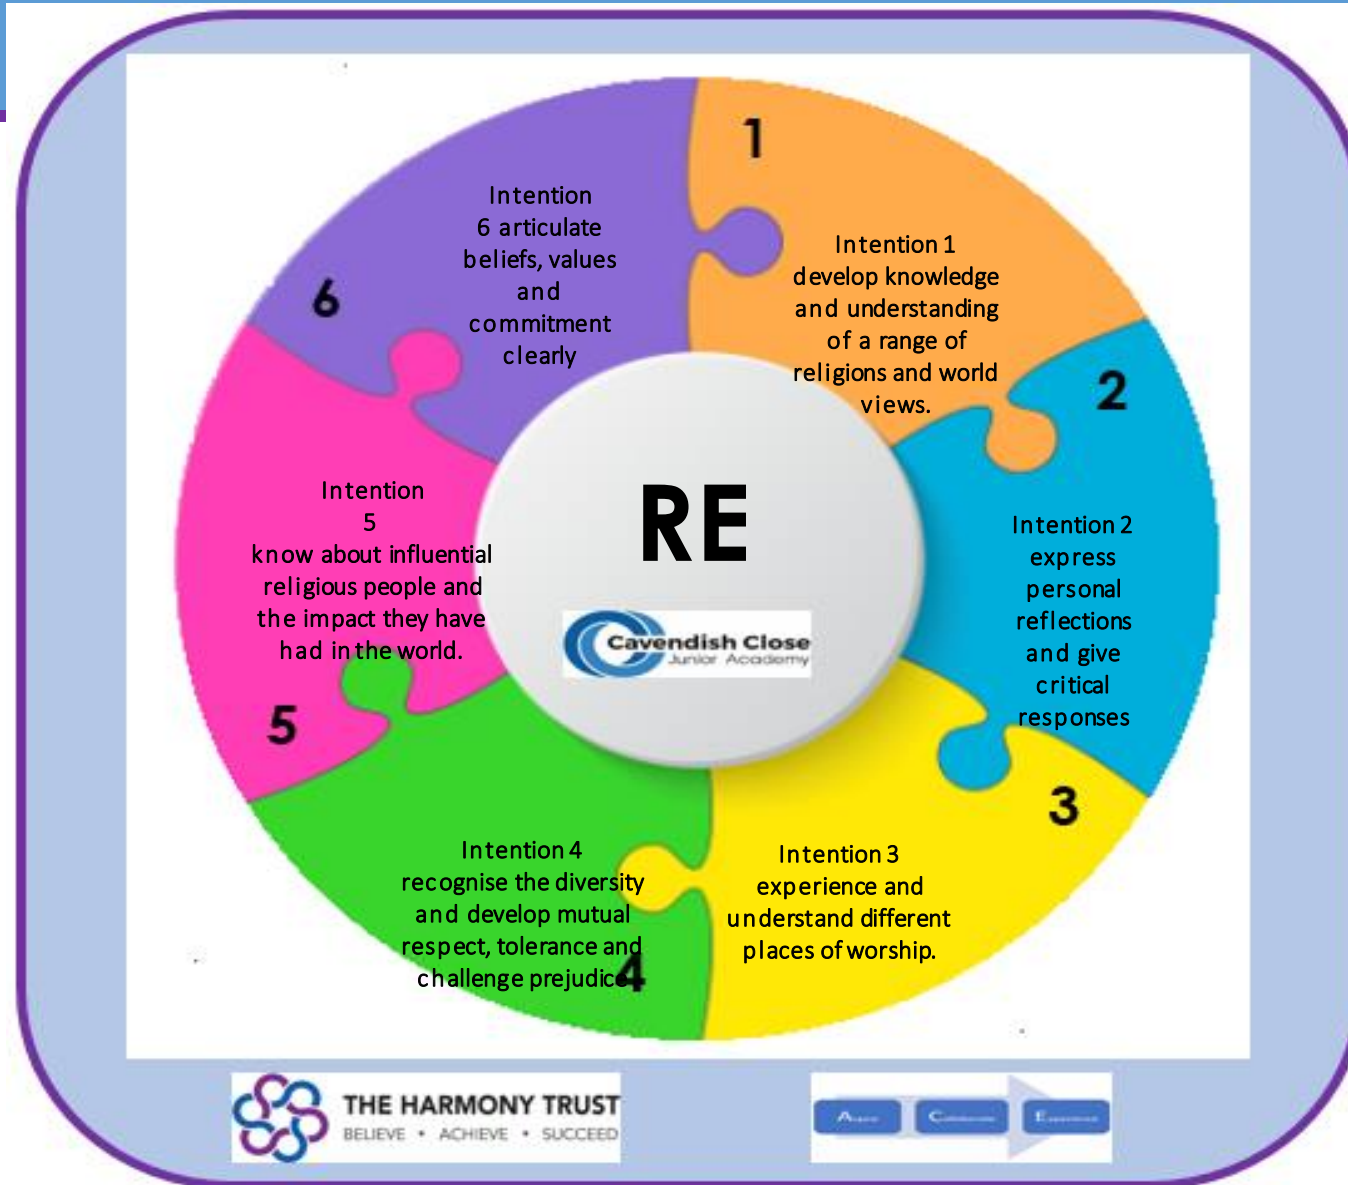 1
Intention 1
develop knowledge
and understanding
of a range of
religions and world
views.
2
Intention 2
express
personal
reflections
and give
critical
responses
3
Intention 3
experience and
understand different
places of worship.
4
Intention 4
recognise the diversity
and develop mutual
respect, tolerance and
challenge prejudice
5
Intention
5
know about influential
religious people and
the impact they have
had in the world.
6
Intention
6 articulate
beliefs, values
and
commitment
clearly
RE
Cavendish Close
Junior Academy
THE HARMONY TRUST
BELIEVE • ACHIEVE • SUCCEED